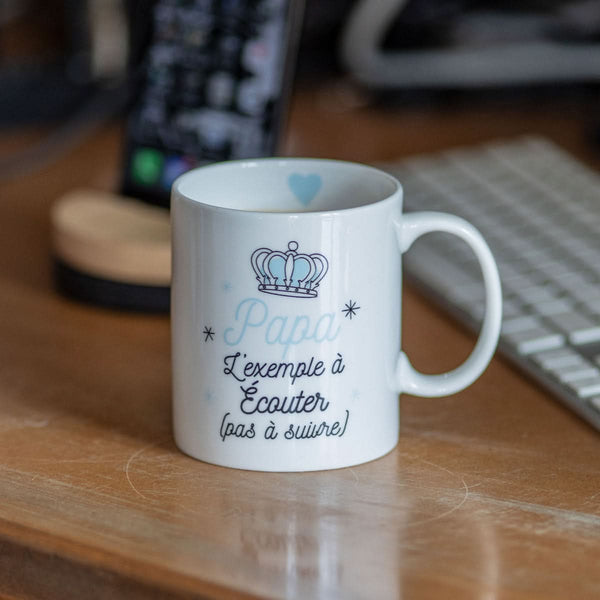 Papa
L'exemple à
Écouter
(pas à suivre)